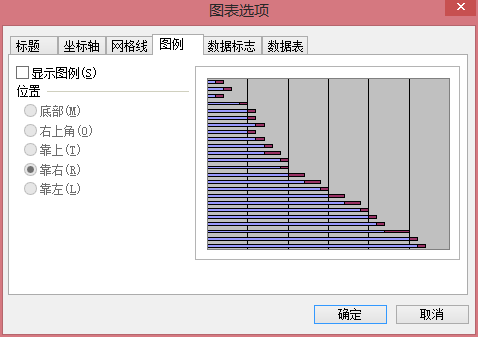 图表选项
标题 坐标轴 网格线 图例 数据标志 数据表
显示图例(S)
位置
底部(M)
右上角(O)
靠上(T)
靠右(R)
靠左(L)
确定 取消